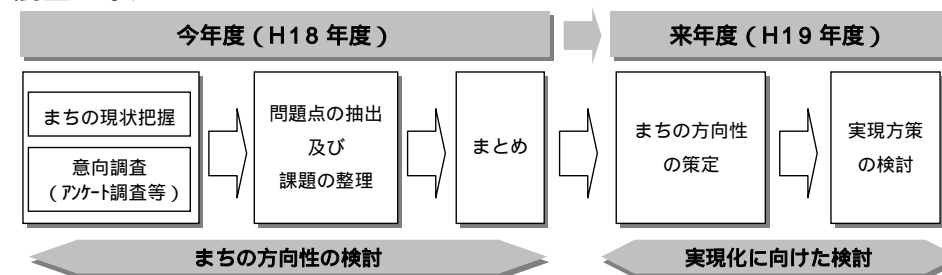 今年度（H18 年度）
来年度（H19 年度）
まちの現状把握
意向調査
（ｱﾝｹｰﾄ調査等）
問題点の抽出
及び
課題の整理
まとめ
まちの方向性
の策定
実現方策
の検討
まちの方向性の検討
実現化に向けた検討